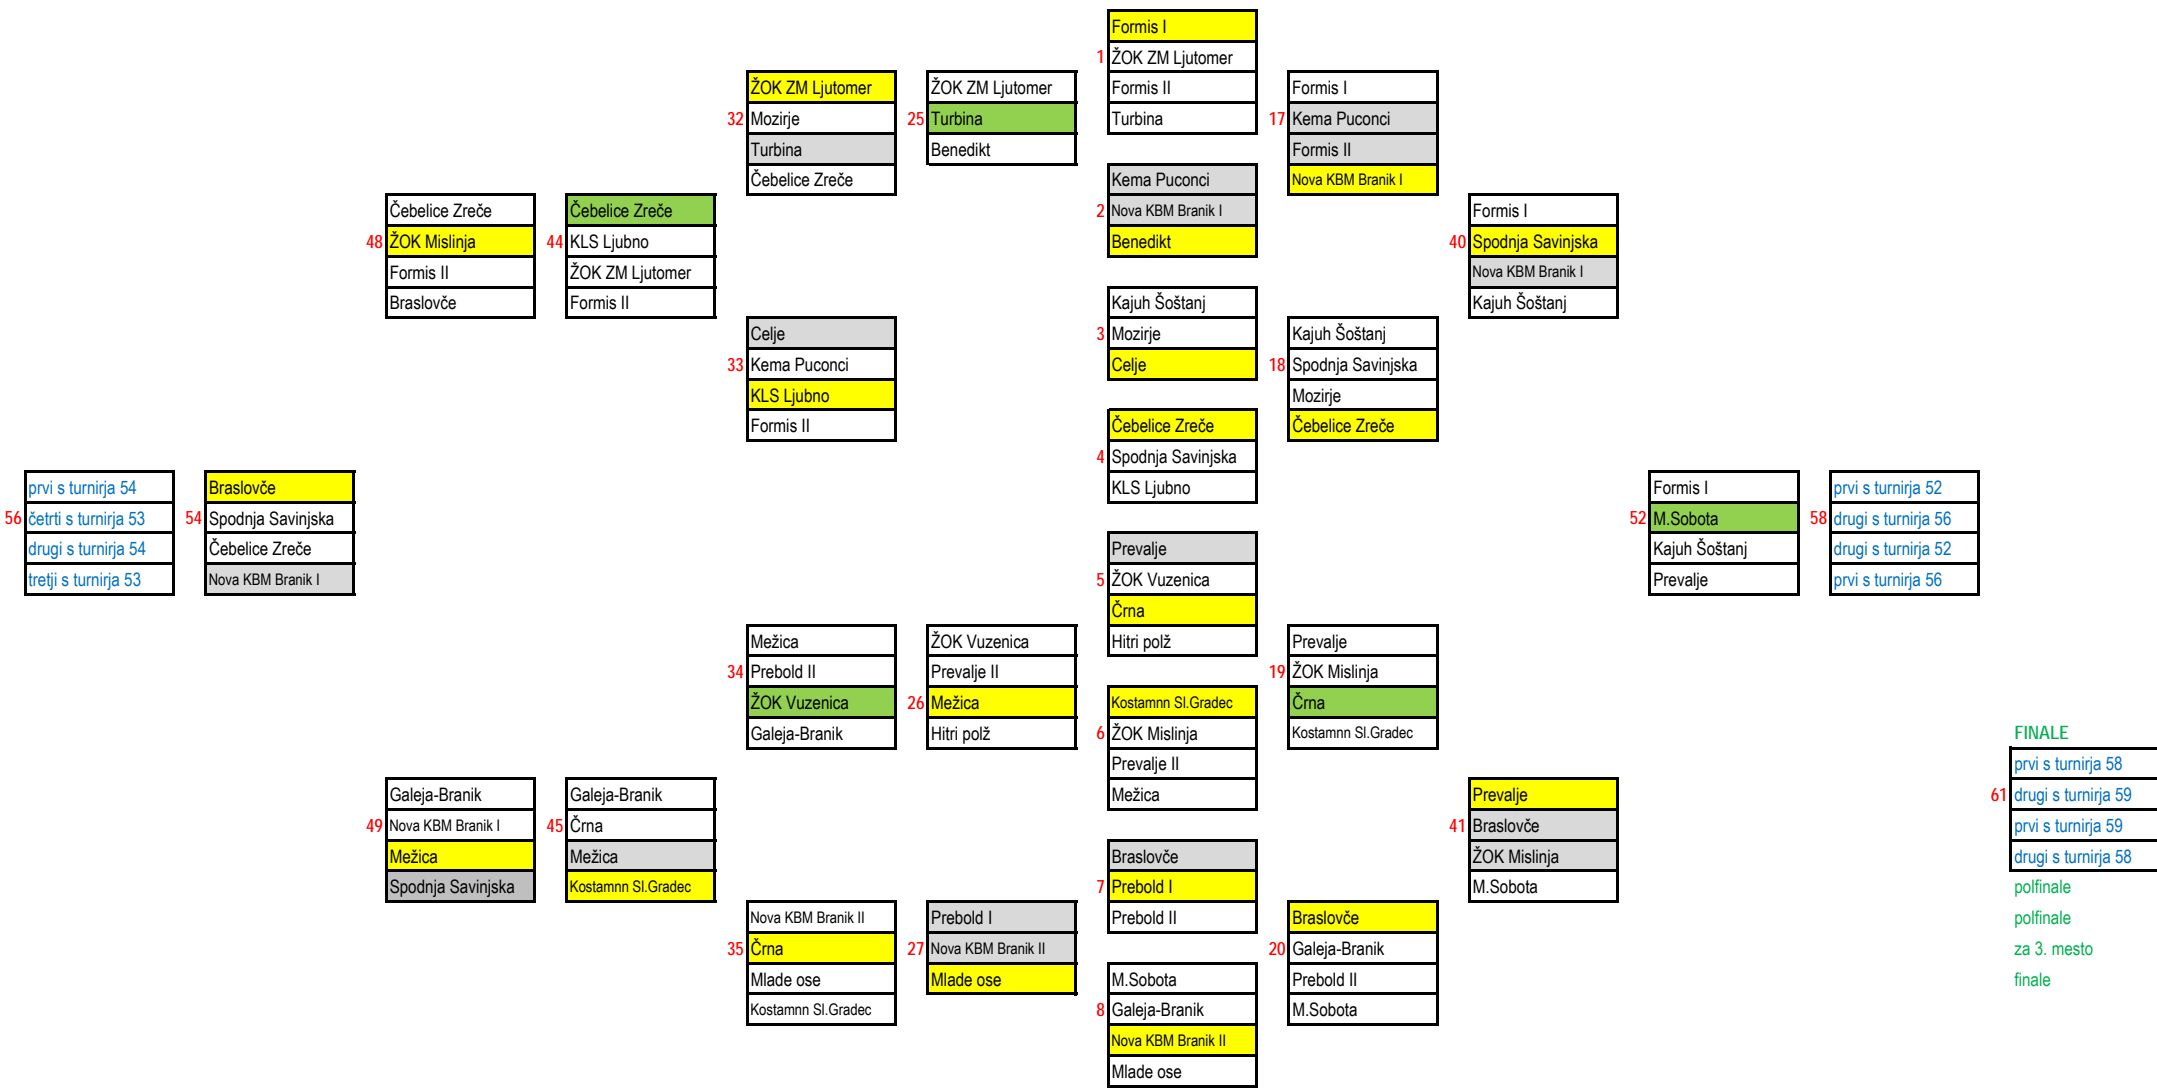 56
prvi s turnirja 54
četrti s turnirja 53
drugi s turnirja 54
tretji s turnirja 53
54
Braslovče
Spodnja Savinjska
Čebelice Zreče
Nova KBM Branik I
48
Čebelice Zreče
ŽOK Mislinja
Formis II
Braslovče
49
Galeja-Branik
Nova KBM Branik I
Mežica
Spodnja Savinjska
44
Čebelice Zreče
KLS Ljubno
ŽOK ZM Ljutomer
Formis II
45
Galeja-Branik
Črna
Mežica
Kostamnn Sl.Gradec
32
ŽOK ZM Ljutomer
Mozirje
Turbina
Čebelice Zreče
33
Celje
Kema Puconci
KLS Ljubno
Formis II
34
Mežica
Prebold II
ŽOK Vuzenica
Galeja-Branik
35
Nova KBM Branik II
Črna
Mlade ose
Kostamnn Sl.Gradec
25
ŽOK ZM Ljutomer
Turbina
Benedikt
26
ŽOK Vuzenica
Prevalje II
Mežica
Hitri polž
27
Prebold I
Nova KBM Branik II
Mlade ose
1
Formis I
ŽOK ZM Ljutomer
Formis II
Turbina
2
Kema Puconci
Nova KBM Branik I
Benedikt
3
Kajuh Šoštanj
Mozirje
Celje
4
Čebelice Zreče
Spodnja Savinjska
KLS Ljubno
5
Prevalje
ŽOK Vuzenica
Črna
Hitri polž
6
Kostamnn Sl.Gradec
ŽOK Mislinja
Prevalje II
Mežica
7
Braslovče
Prebold I
Prebold II
8
M.Sobota
Galeja-Branik
Nova KBM Branik II
Mlade ose
17
Formis I
Kema Puconci
Formis II
Nova KBM Branik I
18
Kajuh Šoštanj
Spodnja Savinjska
Mozirje
Čebelice Zreče
19
Prevalje
ŽOK Mislinja
Črna
Kostamnn Sl.Gradec
20
Braslovče
Galeja-Branik
Prebold II
M.Sobota
40
Formis I
Spodnja Savinjska
Nova KBM Branik I
Kajuh Šoštanj
41
Prevalje
Braslovče
ŽOK Mislinja
M.Sobota
52
Formis I
M.Sobota
Kajuh Šoštanj
Prevalje
58
prvi s turnirja 52
drugi s turnirja 56
drugi s turnirja 52
prvi s turnirja 56
FINALE
61
prvi s turnirja 58
drugi s turnirja 59
prvi s turnirja 59
drugi s turnirja 58
polfinale
polfinale
za 3. mesto
finale